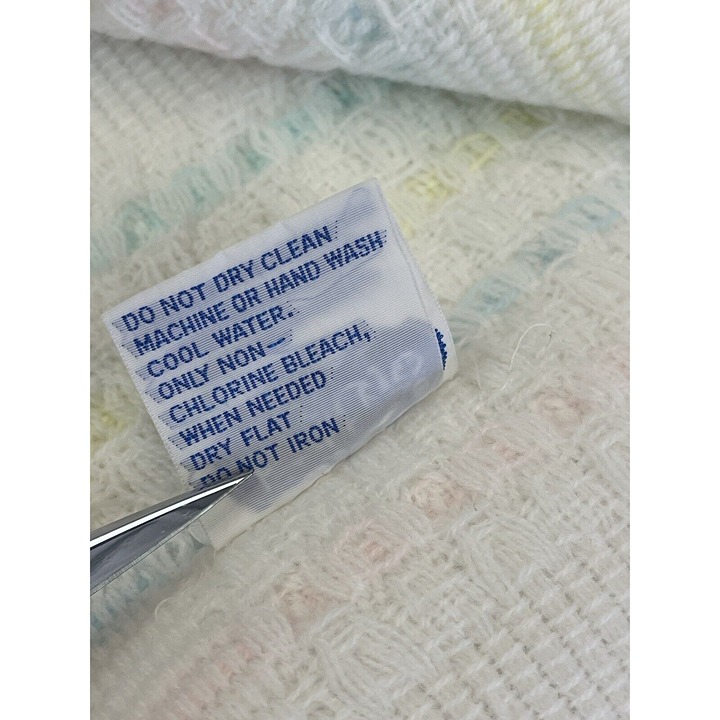 DO NOT DRY CLEAN
MACHINE OR HAND WASH
COOL WATER.
ONLY NON-
CHLORINE BLEACH,
WHEN NEEDED
DRY FLAT
DO NOT IRON